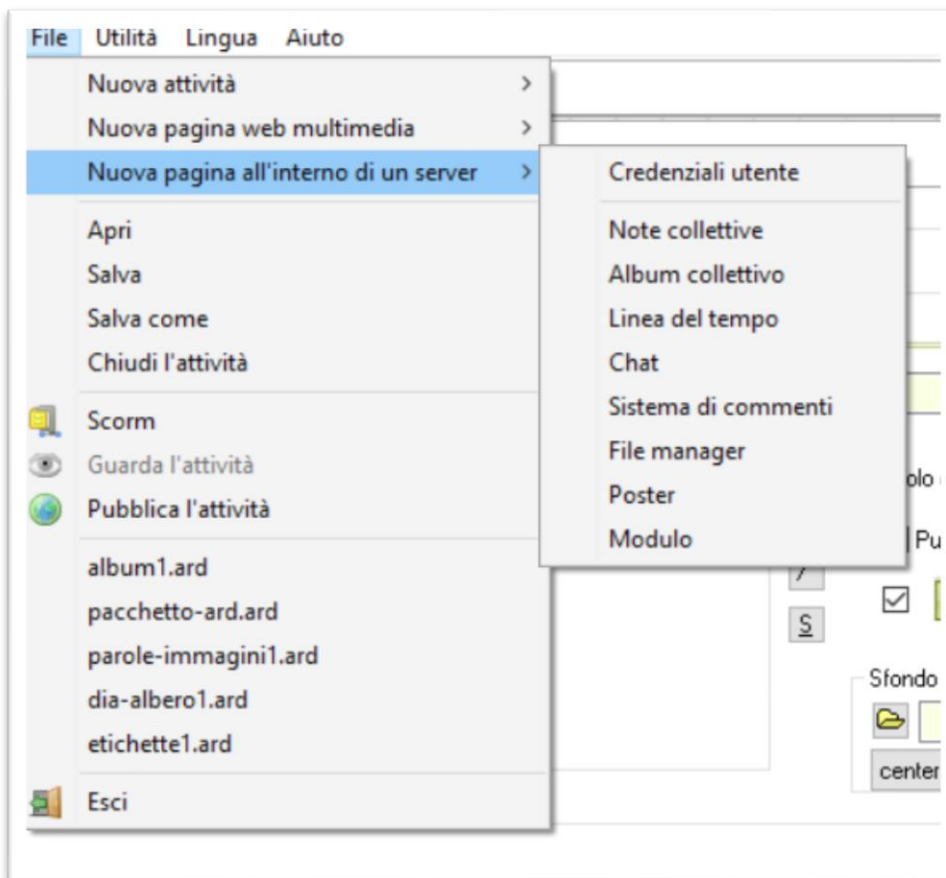 File Utilità Lingua Aiuto
Nuova attività
Nuova pagina web multimedia
Nuova pagina all'interno di un server
Apri
Salva
Salva come
Chiudi l'attività
Scorm
Guarda l'attività
Pubblica l'attività
album1.ard
pacchetto-ard.ard
parole-immagini1.ard
dia-albero1.ard
etichette1.ard
Esci
Credenziali utente
Note collettive
Album collettivo
Linea del tempo
Chat
Sistema di commenti
File manager
Poster
Modulo
olo
Pu
S
Sfondo
center